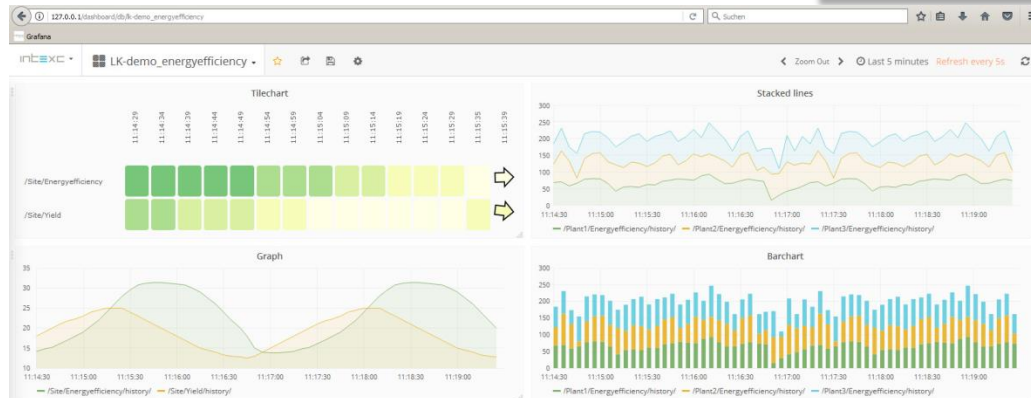 127.0.0.1/dashboard/db/lk-demo_energyefficiency
Suchen
Grafana
intexc
LK-demo_energyefficiency
Zoom Out
Last 5 minutes
Refresh every 5s
Tilechart
11:14:29
11:14:34
11:14:39
11:14:44
11:14:49
11:14:54
11:14:59
11:15:04
11:15:09
11:15:14
11:15:19
11:15:24
11:15:29
11:15:35
11:15:39
/Site/Energyefficiency
/Site/Yield
Stacked lines
300
250
200
150
100
50
0
11:14:30 11:15:00 11:15:30 11:16:00 11:16:30 11:17:00 11:17:30 11:18:00 11:18:30 11:19:00
/Plant1/Energyefficiency/history/ /Plant2/Energyefficiency/history/ /Plant3/Energyefficiency/history/
Graph
35
30
25
20
15
10
11:14:30 11:15:00 11:15:30 11:16:00 11:16:30 11:17:00 11:17:30 11:18:00 11:18:30 11:19:00
/Site/Energyefficiency/history/ /Site/Yield/history/
Barchart
300
250
200
150
100
50
0
11:14:30 11:15:00 11:15:30 11:16:00 11:16:30 11:17:00 11:17:30 11:18:00 11:18:30 11:19:00
/Plant1/Energyefficiency/history/ /Plant2/Energyefficiency/history/ /Plant3/Energyefficiency/history/